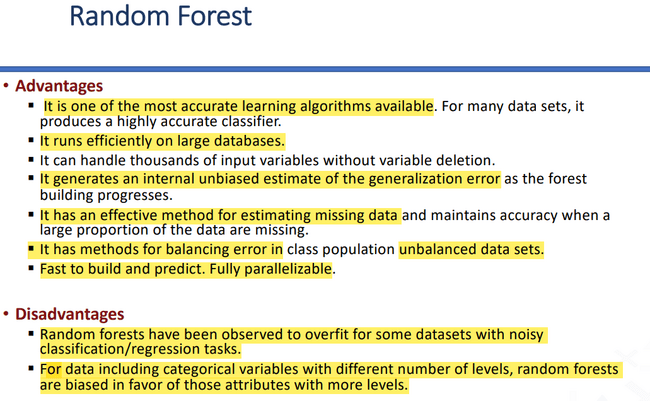 Random Forest
• Advantages
▪ It is one of the most accurate learning algorithms available. For many data sets, it
produces a highly accurate classifier.
▪ It runs efficiently on large databases.
▪ It can handle thousands of input variables without variable deletion.
▪ It generates an internal unbiased estimate of the generalization error as the forest
building progresses.
▪ It has an effective method for estimating missing data and maintains accuracy when a
large proportion of the data are missing.
▪ It has methods for balancing error in class population unbalanced data sets.
▪ Fast to build and predict. Fully parallelizable.
• Disadvantages
▪ Random forests have been observed to overfit for some datasets with noisy
classification/regression tasks.
▪ For data including categorical variables with different number of levels, random forests
are biased in favor of those attributes with more levels.